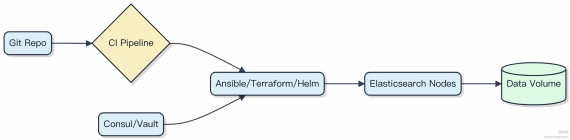 Git Repo
CI Pipeline
Ansible/Terraform/Helm
Elasticsearch Nodes
Data Volume
Consul/Vault